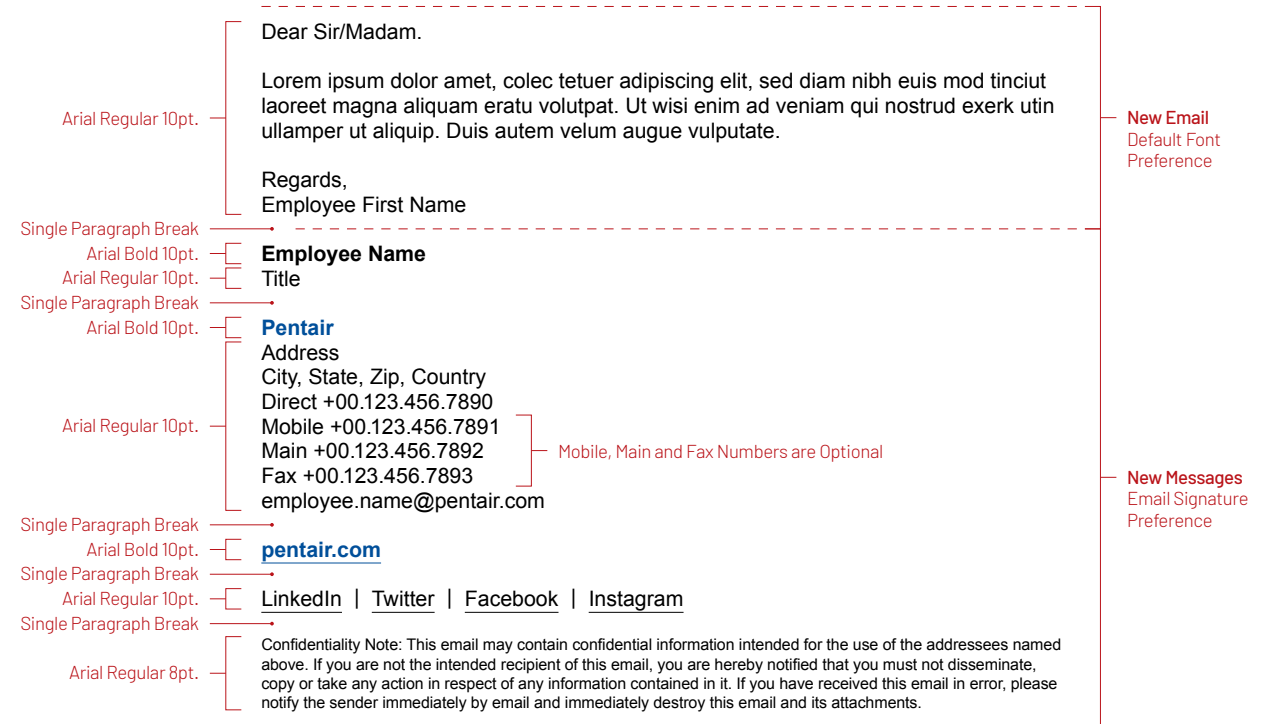 Dear Sir/Madam.
Arial Regular 10pt.
Lorem ipsum dolor amet, colec tetuer adipiscing elit, sed diam nibh euis mod tinciut
laoreet magna aliquam eratu volutpat. Ut wisi enim ad veniam qui nostrud exerk utin
ullamper ut aliquip. Duis autem velum augue vulputate.
New Email
Default Font
Preference
Regards,
Employee First Name
Single Paragraph Break
Arial Bold 10pt.
Employee Name
Arial Regular 10pt.
Title
Single Paragraph Break
Arial Bold 10pt.
Pentair
Arial Regular 10pt.
Address
City, State, Zip, Country
Direct +00.123.456.7890
Mobile +00.123.456.7891
Main +00.123.456.7892
Fax +00.123.456.7893
Mobile, Main and Fax Numbers are Optional
employee.name@pentair.com
New Messages
Email Signature
Preference
Single Paragraph Break
Arial Bold 10pt.
pentair.com
Single Paragraph Break
Arial Regular 10pt.
LinkedIn | Twitter | Facebook | Instagram
Single Paragraph Break
Arial Regular 8pt.
Confidentiality Note: This email may contain confidential information intended for the use of the addressees named
above. If you are not the intended recipient of this email, you are hereby notified that you must not disseminate,
copy or take any action in respect of any information contained in it. If you have received this email in error, please
notify the sender immediately by email and immediately destroy this email and its attachments.